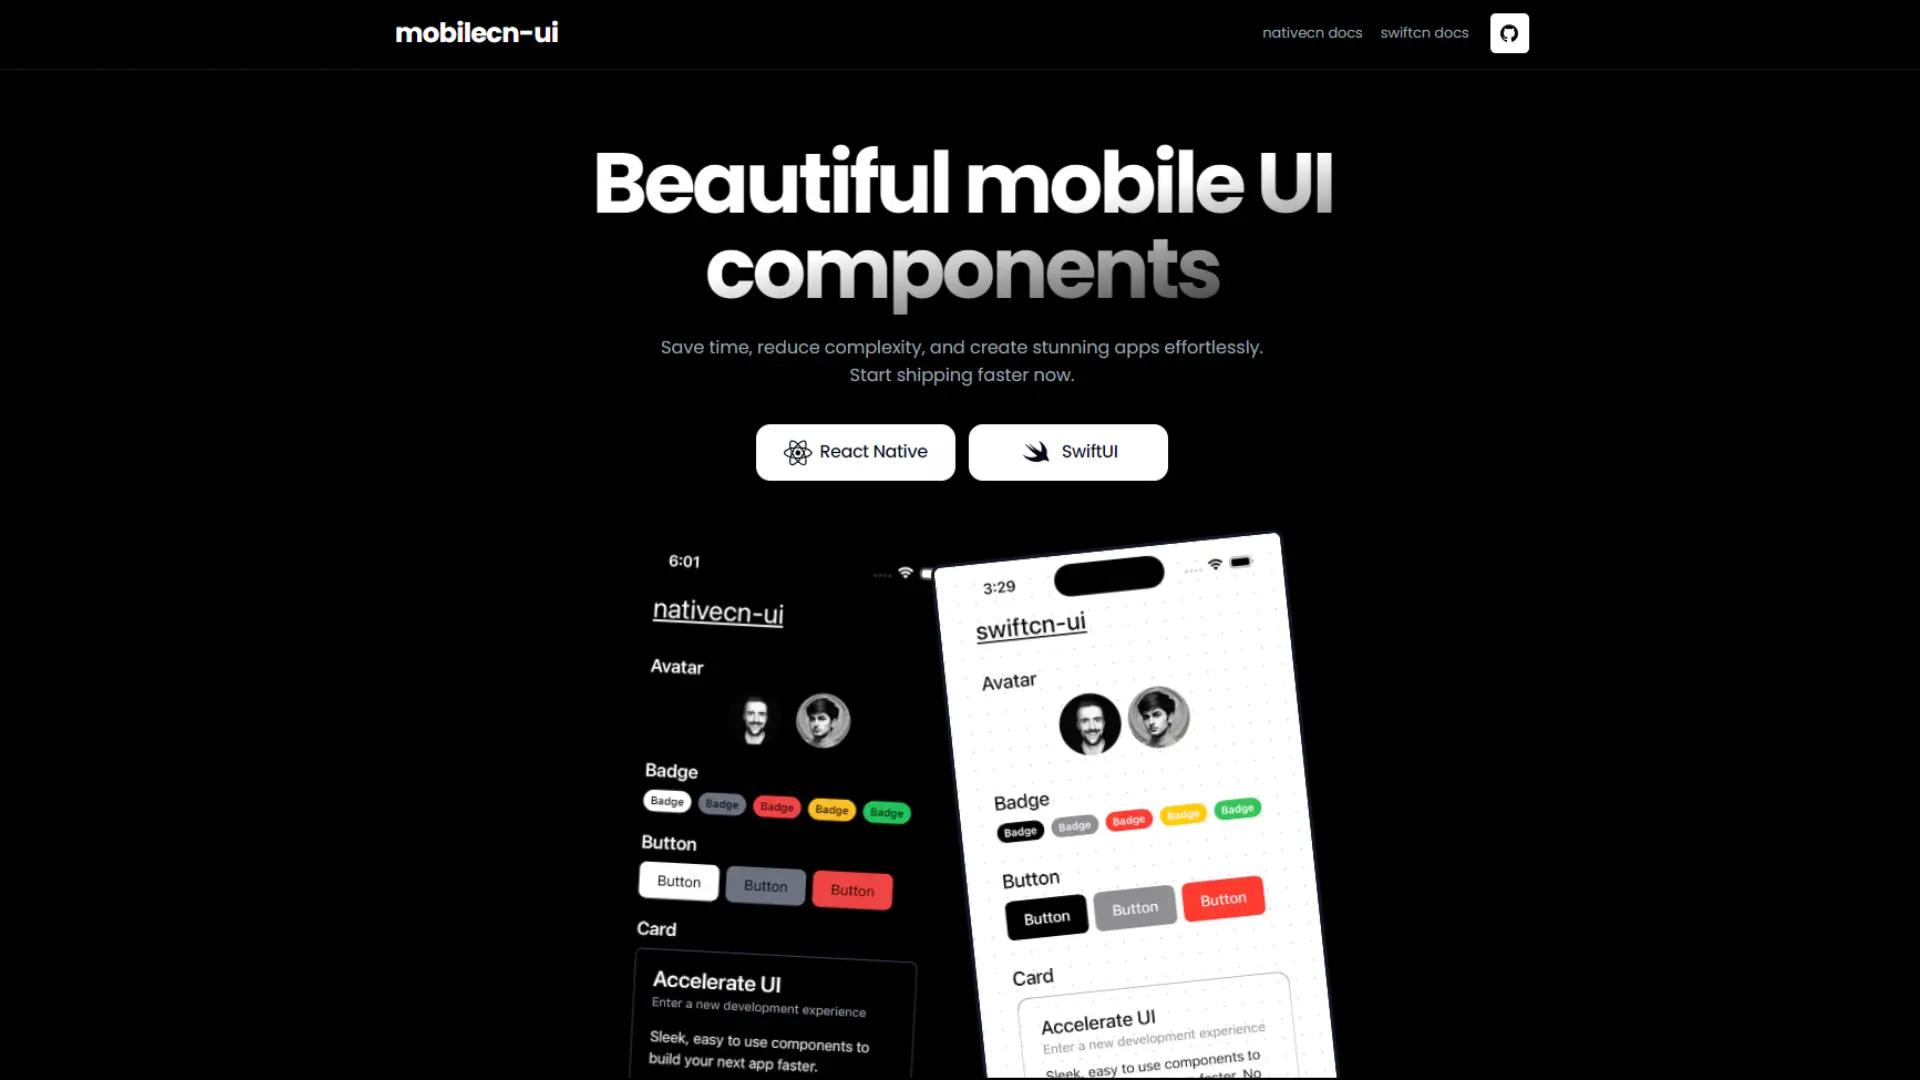 mobilecn-ui
nativecn docs
swiftcn docs
Beautiful mobile UI
components
Save time, reduce complexity, and create stunning apps effortlessly.
Start shipping faster now.
React Native
SwiftUI
6:01
nativecn-ui
Avatar
Badge
Badge Badge Badge Badge Badge
Button
Button Button Button
Card
Accelerate UI
Enter a new development experience
Sleek, easy to use components to
build your next app faster.
3:29
swiftcn-ui
Avatar
Badge
Badge Badge Badge Badge Badge
Button
Button Button Button
Card
Accelerate UI
Enter a new development experience
Sleek, easy to use components to
faster. No